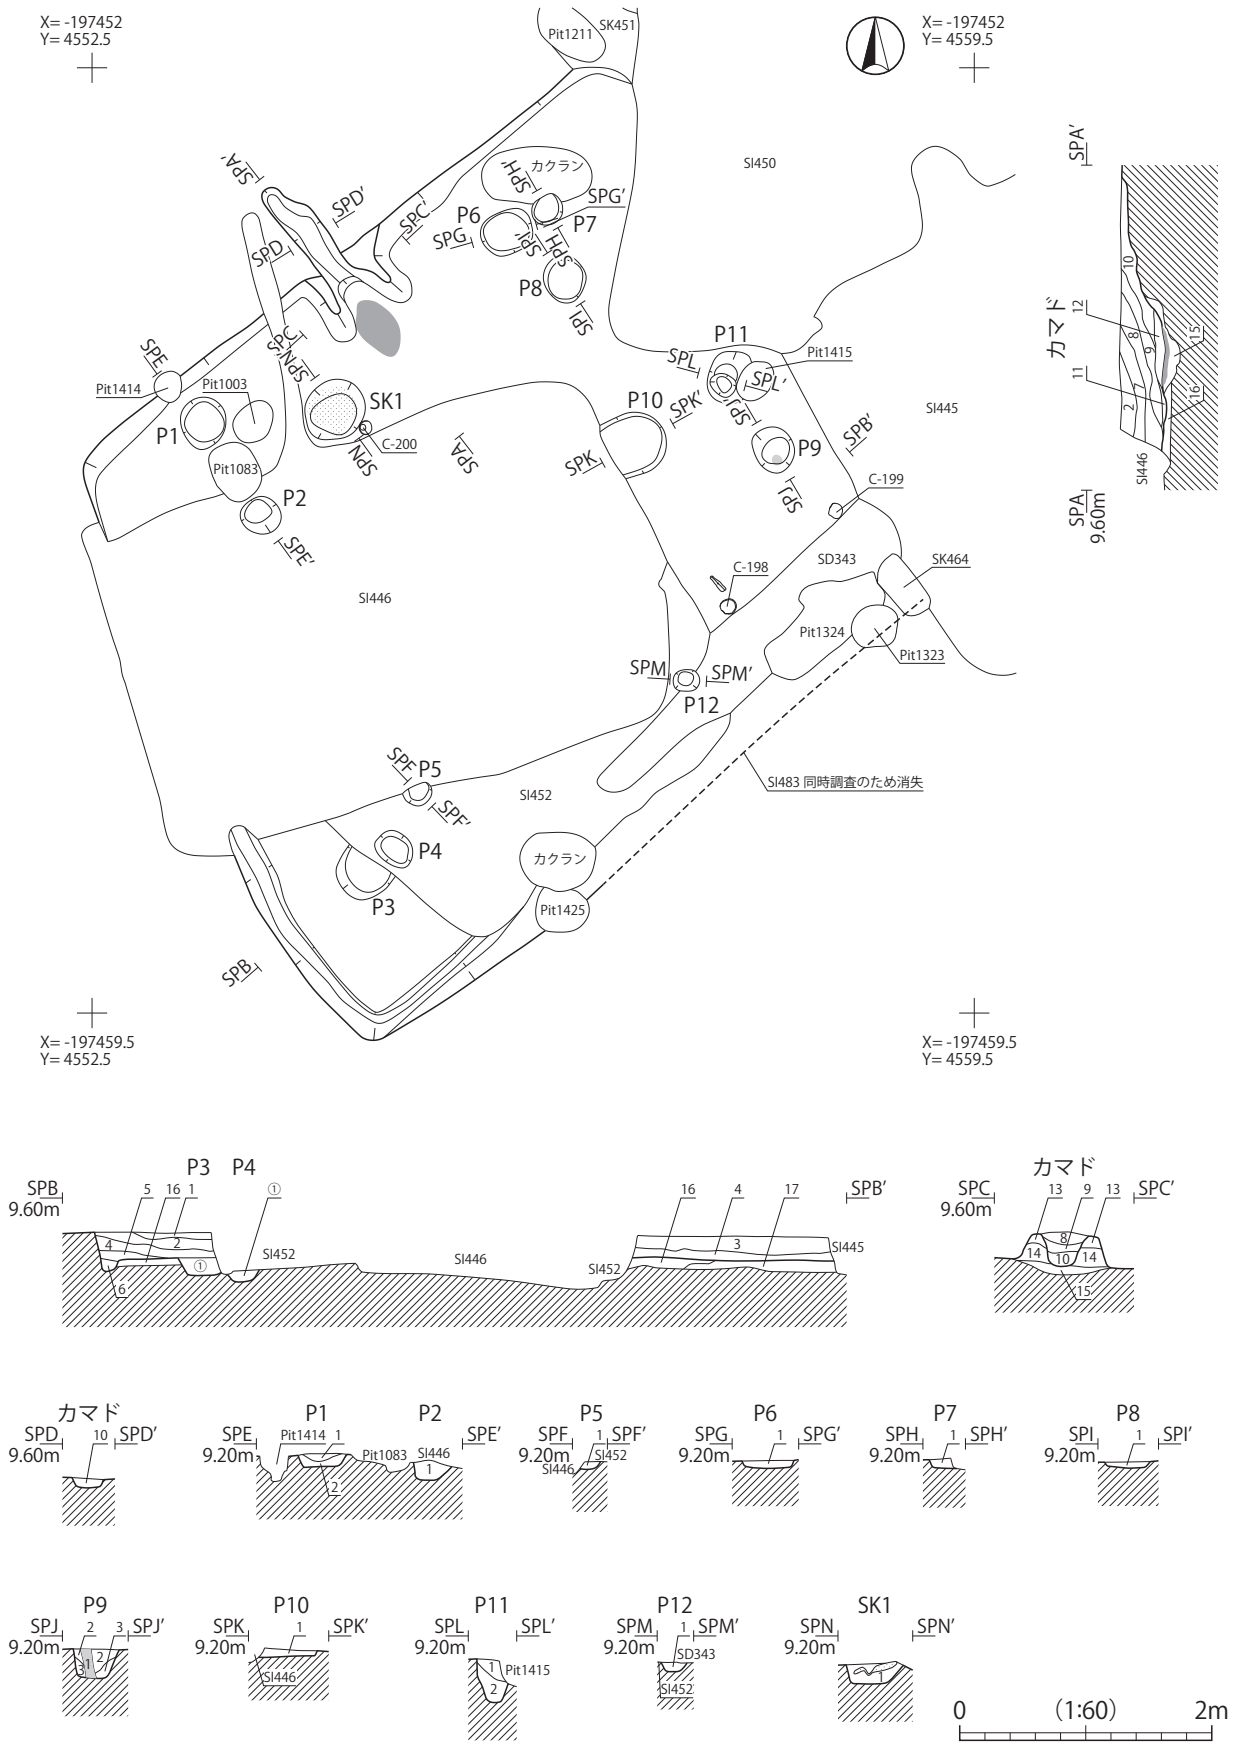 X= -197452
Y= 4552.5
X= -197452
Y= 4559.5
Pit1211
SK451
SI450
カクラン
SPA'
SPD'
SPC'
SPD
SPH'
SPG'
P6
P7
SPG
SPI'
SPH
P8
SPI
SPC
SPN'
SPE
Pit1414
Pit1003
SK1
P1
C-200
SPN
Pit1083
P2
SPE'
SPA
P11
SPL
Pit1415
SPL'
P10
SPK'
SPJ'
SPK
P9
SPB'
SPJ
SI445
C-199
SI446
SD343
SK464
C-198
Pit1324
Pit1323
SPM
SPM'
P12
SPF
P5
SPF'
SI452
SI483 同時調査のため消失
P4
カクラン
P3
Pit1425
SPB
X= -197459.5
Y= 4552.5
X= -197459.5
Y= 4559.5
SPA'
カマド
10
12
8
9
15
11
7
2
16
SI446
SPA
9.60m
P3 P4
SPB
9.60m
5 16 1 ①
4 2
6
①
SI452
SI446
SI452
16 4 17
3
SI445
SPB'
カマド
SPC
9.60m
13 9 13
SPC'
8
14 10 14
15
カマド
SPD
9.60m
10
SPD'
P1 P2
SPE
9.20m
Pit1414 1
Pit1083
SI446
2
1
SPE'
P5
SPF
9.20m
1
SPF'
SI452
SI446
P6
SPG
9.20m
1
SPG'
P7
SPH
9.20m
1
SPH'
P8
SPI
9.20m
1
SPI'
P9
SPJ
9.20m
2 3
SPJ'
3 1 2
P10
SPK
9.20m
1
SPK'
SI446
P11
SPL
9.20m
SPL'
1
Pit1415
2
P12
SPM
9.20m
1
SPM'
SD343
SI452
SK1
SPN
9.20m
SPN'
1
0 (1:60) 2m